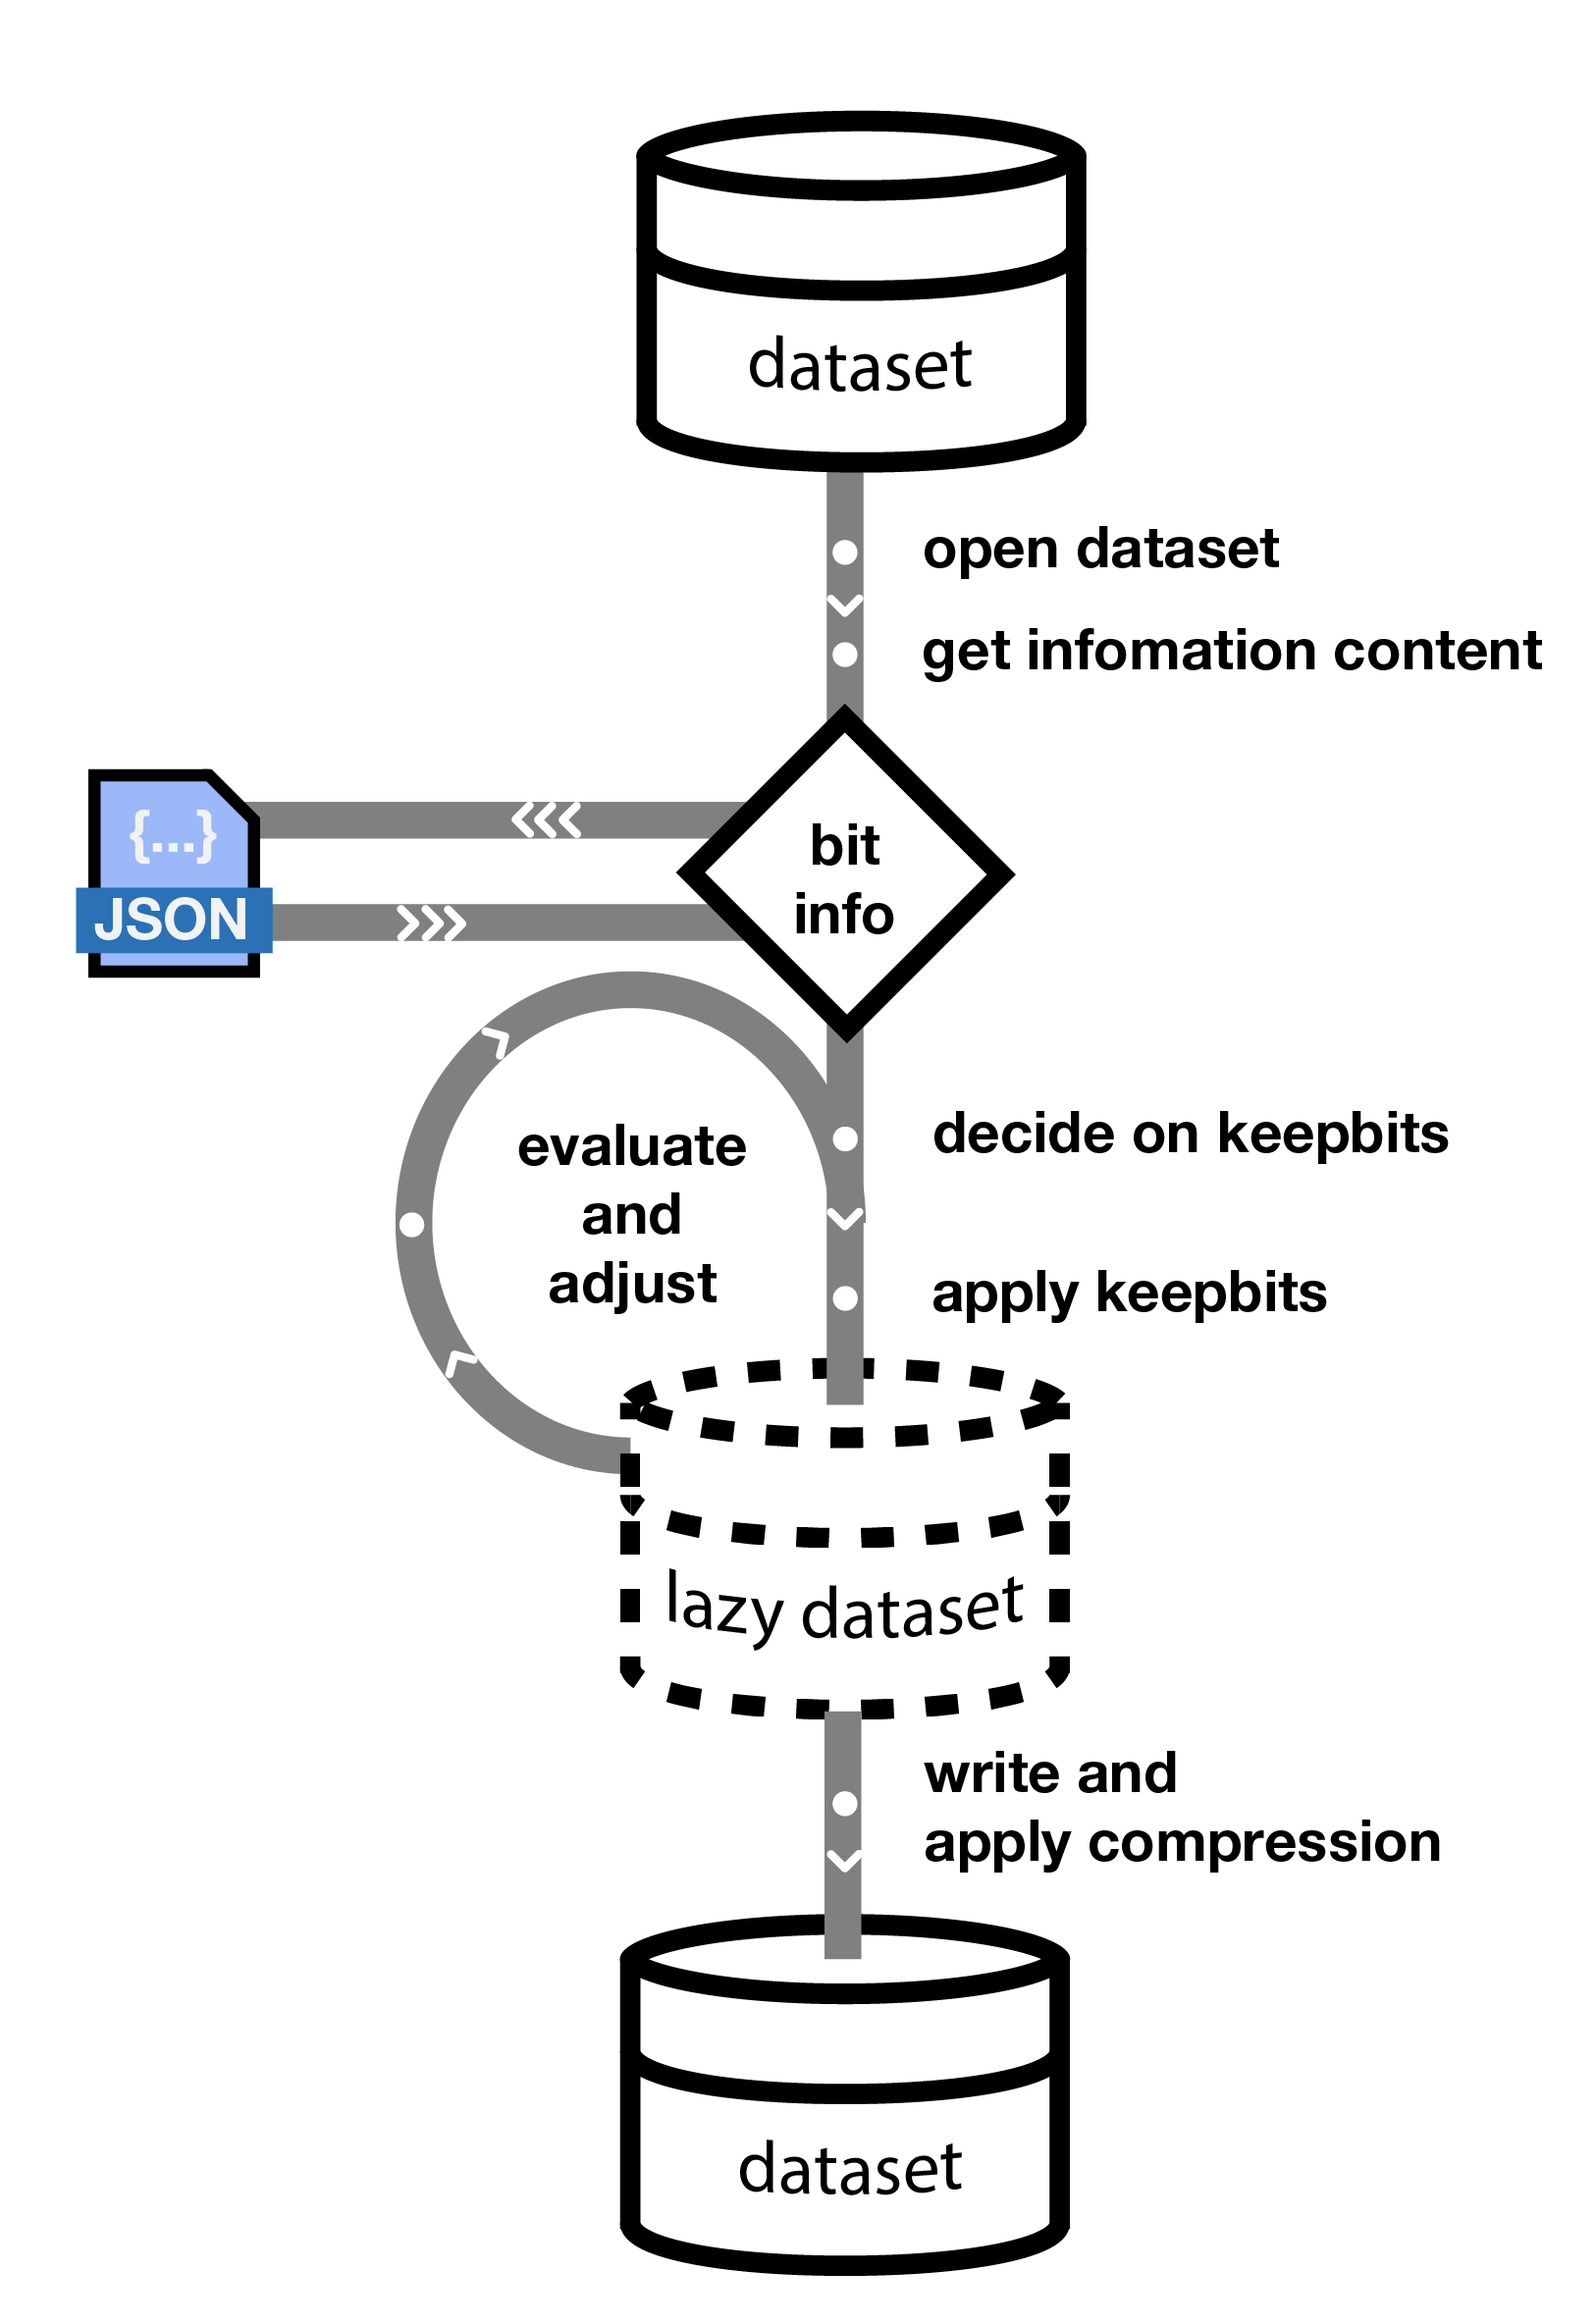 dataset
open dataset
get infomation content
{...}
JSON
bit
info
decide on keepbits
evaluate
and
adjust
apply keepbits
lazy dataset
write and
apply compression
dataset